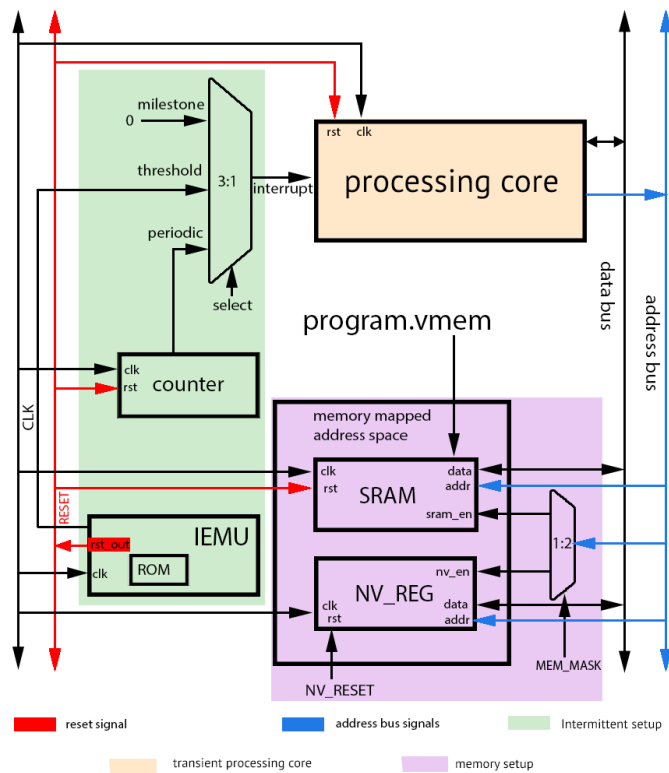 milestone
0
rst clk
threshold
3:1
interrupt
processing core
periodic
select
data bus
address bus
program.vmem
clk
rst
counter
CLK
memory mapped
address space
clk
rst
data
addr
SRAM
sram_en
RESET
IEMU
rst_out
ROM
clk
1:2
nv_en
NV_REG
clk
rst
data
addr
NV_RESET
MEM_MASK
reset signal
address bus signals
Intermittent setup
transient processing core
memory setup